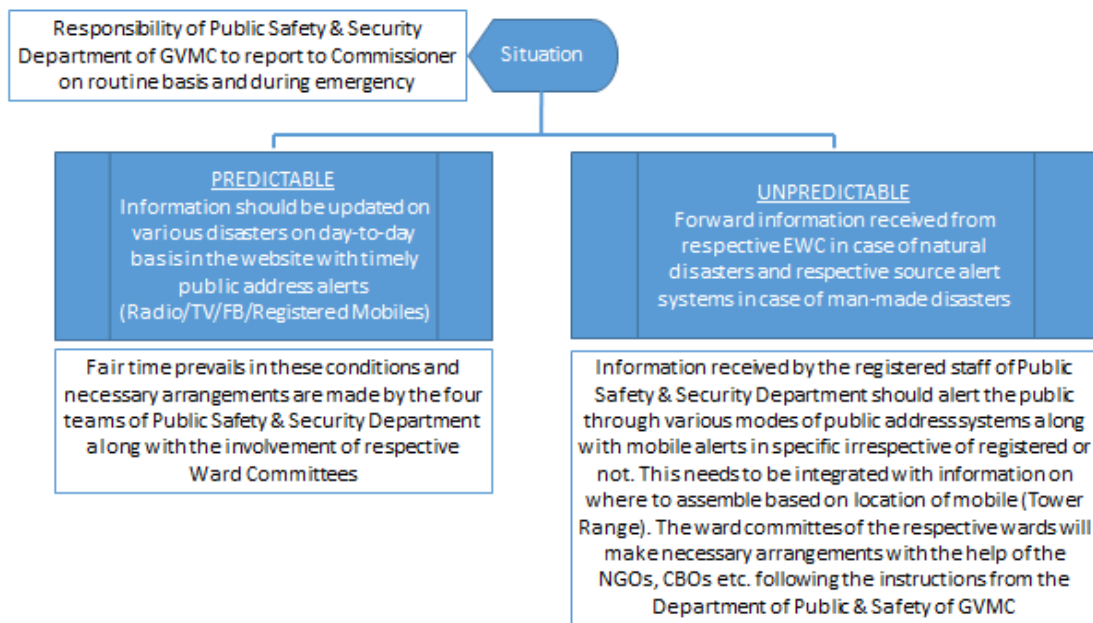 Responsibility of Public Safety & Security
Department of GVMC to report to Commissioner
on routine basis and during emergency
Situation
PREDICTABLE
Information should be updated on
various disasters on day-to-day
basis in the website with timely
public address alerts
(Radio/TV/FB/Registered Mobiles)
Fair time prevails in these conditions and
necessary arrangements are made by the four
teams of Public Safety & Security Department
along with the involvement of respective
Ward Committees
UNPREDICTABLE
Forward information received from
respective EWC in case of natural
disasters and respective source alert
systems in case of man-made disasters
Information received by the registered staff of Public
Safety & Security Department should alert the public
through various modes of public address systems along
with mobile alerts in specific irrespective of registered or
not. This needs to be integrated with information on
where to assemble based on location of mobile (Tower
Range). The ward committes of the respective wards will
make necessary arrangements with the help of the
NGOs, CBOs etc. following the instructions from the
Department of Public & Safety of GVMC